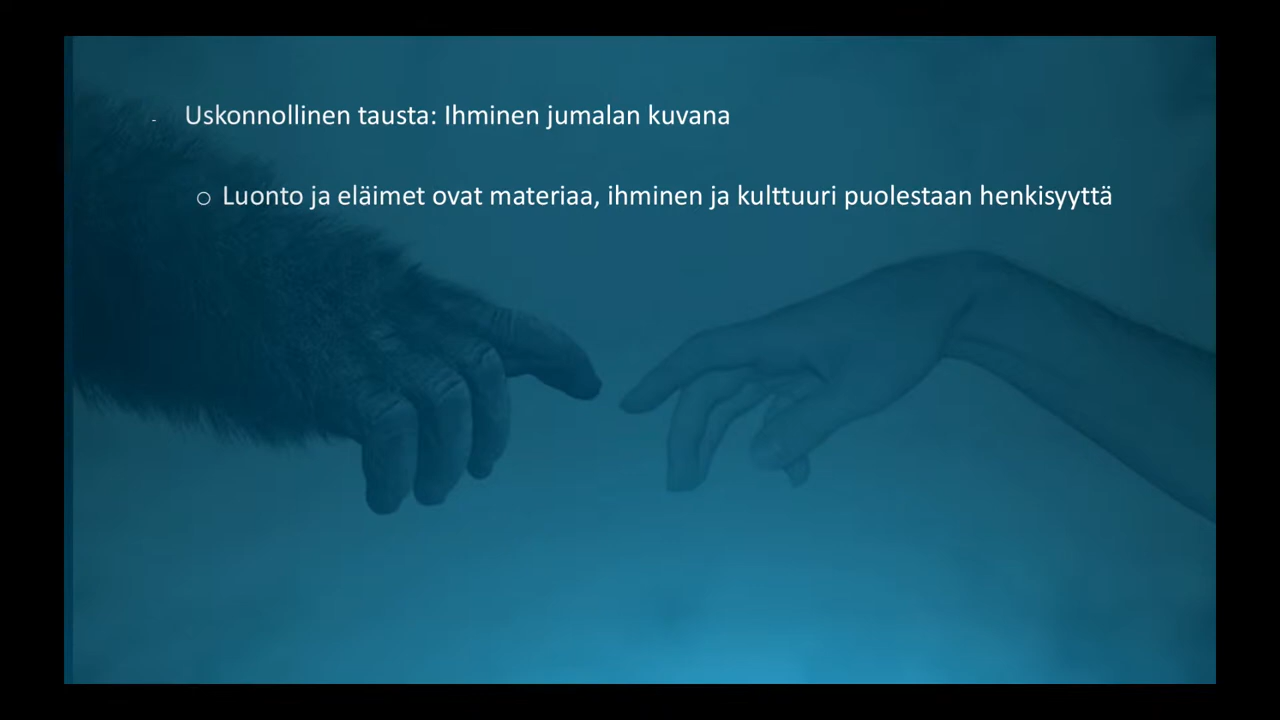 - Uskonnollinen tausta: Ihminen jumalan kuvana
o Luonto ja eläimet ovat materiaa, ihminen ja kulttuuri puolestaan henkisyyttä